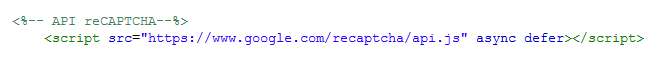 <%-- API reCAPTCHA--%>
<script src="https://www.google.com/recaptcha/api.js" async defer></script>